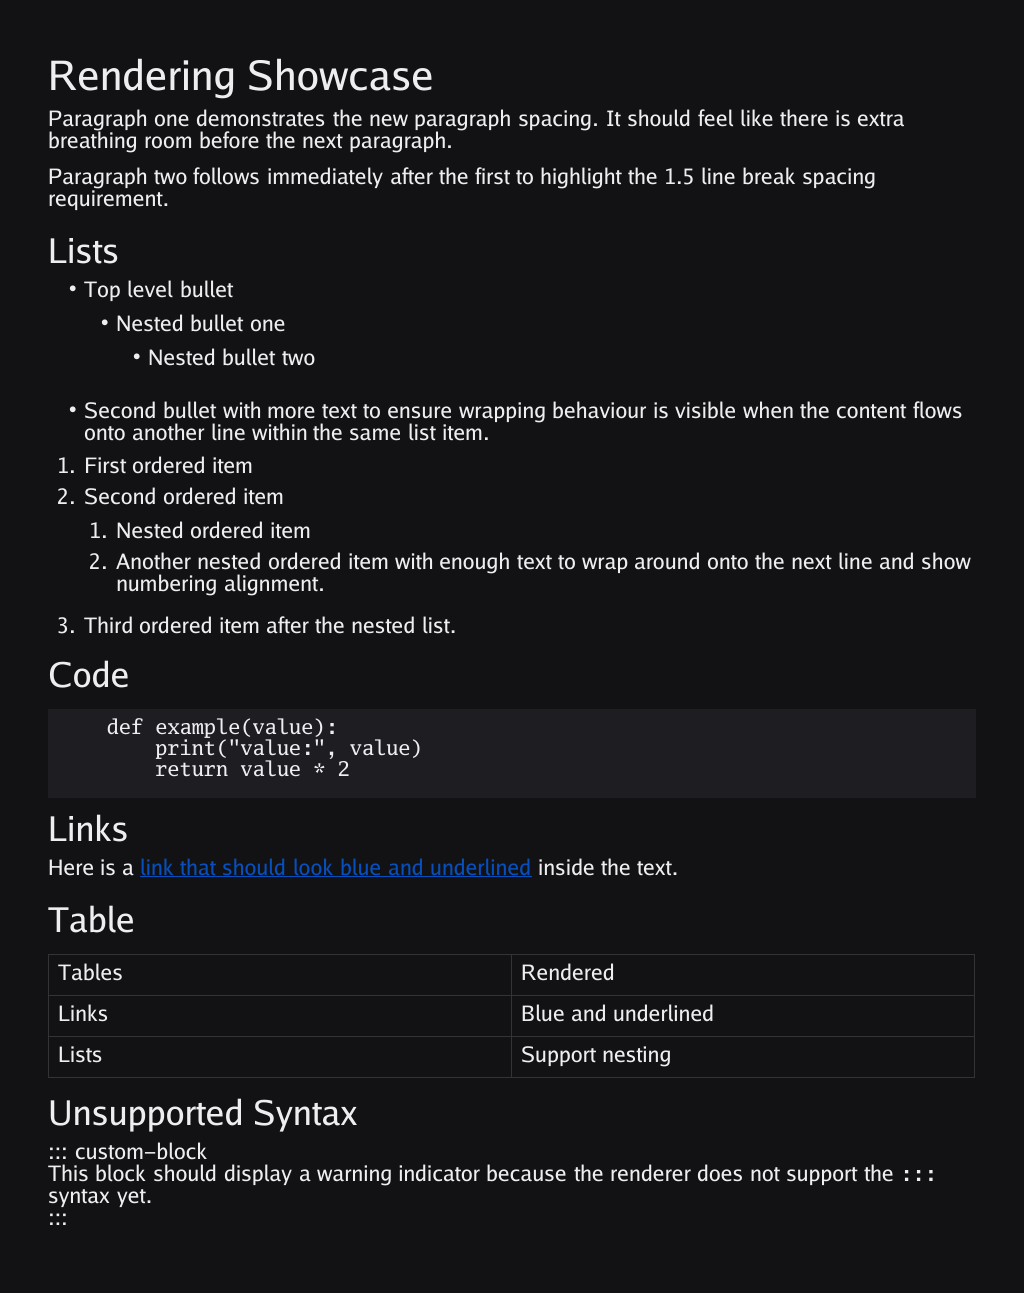 Rendering Showcase
Paragraph one demonstrates the new paragraph spacing. It should feel like there is extra
breathing room before the next paragraph.
Paragraph two follows immediately after the first to highlight the 1.5 line break spacing
requirement.
Lists
• Top level bullet
• Nested bullet one
• Nested bullet two
• Second bullet with more text to ensure wrapping behaviour is visible when the content flows
onto another line within the same list item.
1. First ordered item
2. Second ordered item
1. Nested ordered item
2. Another nested ordered item with enough text to wrap around onto the next line and show
numbering alignment.
3. Third ordered item after the nested list.
Code
def example(value):
    print("value:", value)
    return value * 2
Links
Here is a link that should look blue and underlined inside the text.
Table
Tables Rendered
Links Blue and underlined
Lists Support nesting
Unsupported Syntax
::: custom-block
This block should display a warning indicator because the renderer does not support the :::
syntax yet.
:::